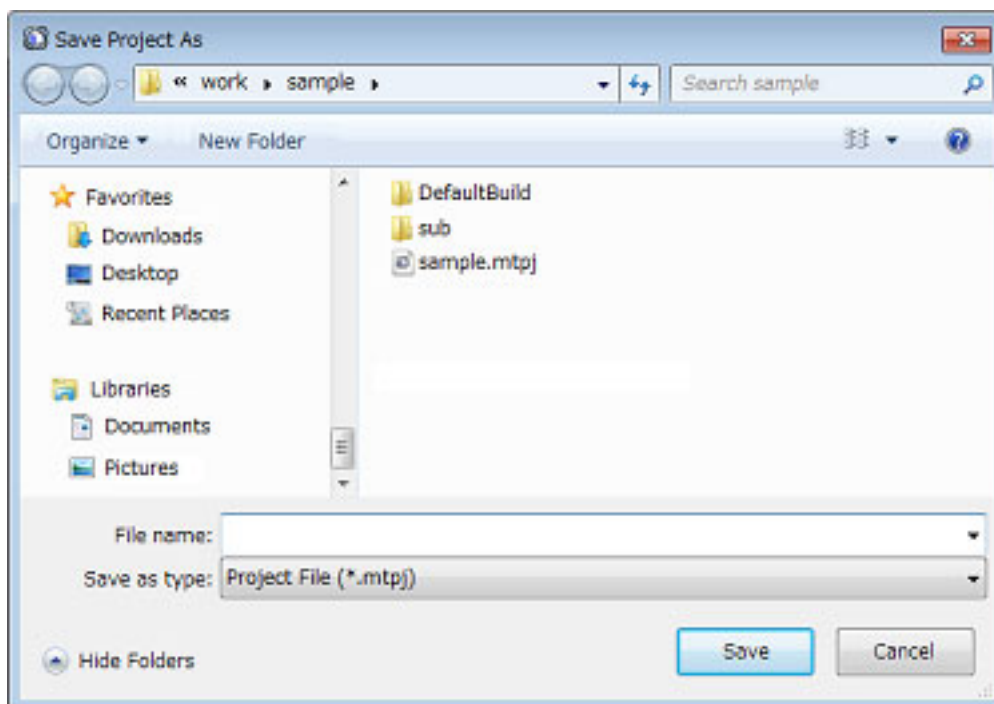 Save Project As
« work ▸ sample ▸ Search sample
Organize ▾ New Folder
Favorites
Downloads
Desktop
Recent Places
Libraries
Documents
Pictures
DefaultBuild
sub
sample.mtpj
File name:
Save as type: Project File (*.mtpj)
Hide Folders Save Cancel